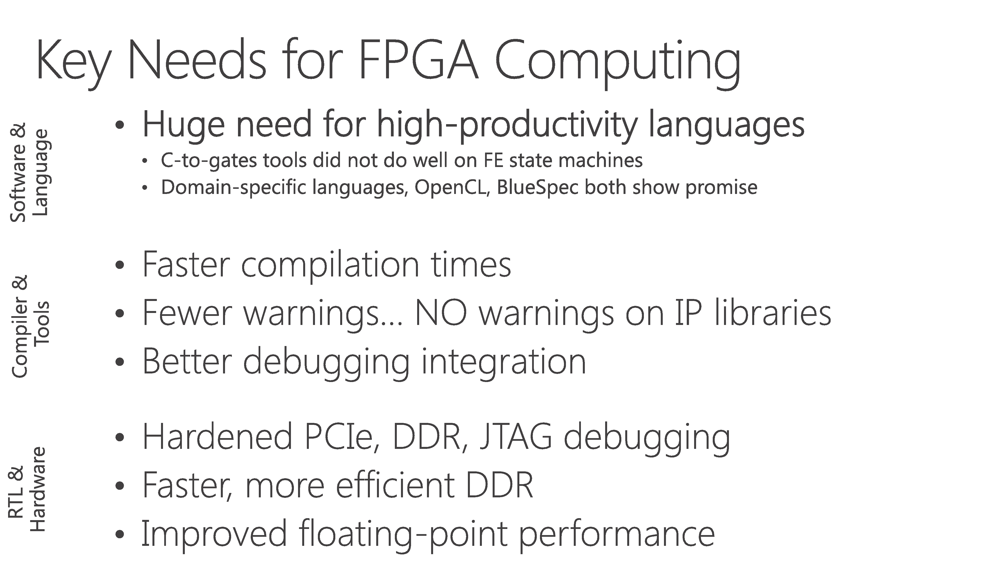 Key Needs for FPGA Computing
Software &
Language
• Huge need for high-productivity languages
• C-to-gates tools did not do well on FE state machines
• Domain-specific languages, OpenCL, BlueSpec both show promise
Compiler &
Tools
• Faster compilation times
• Fewer warnings... NO warnings on IP libraries
• Better debugging integration
RTL &
Hardware
• Hardened PCIe, DDR, JTAG debugging
• Faster, more efficient DDR
• Improved floating-point performance